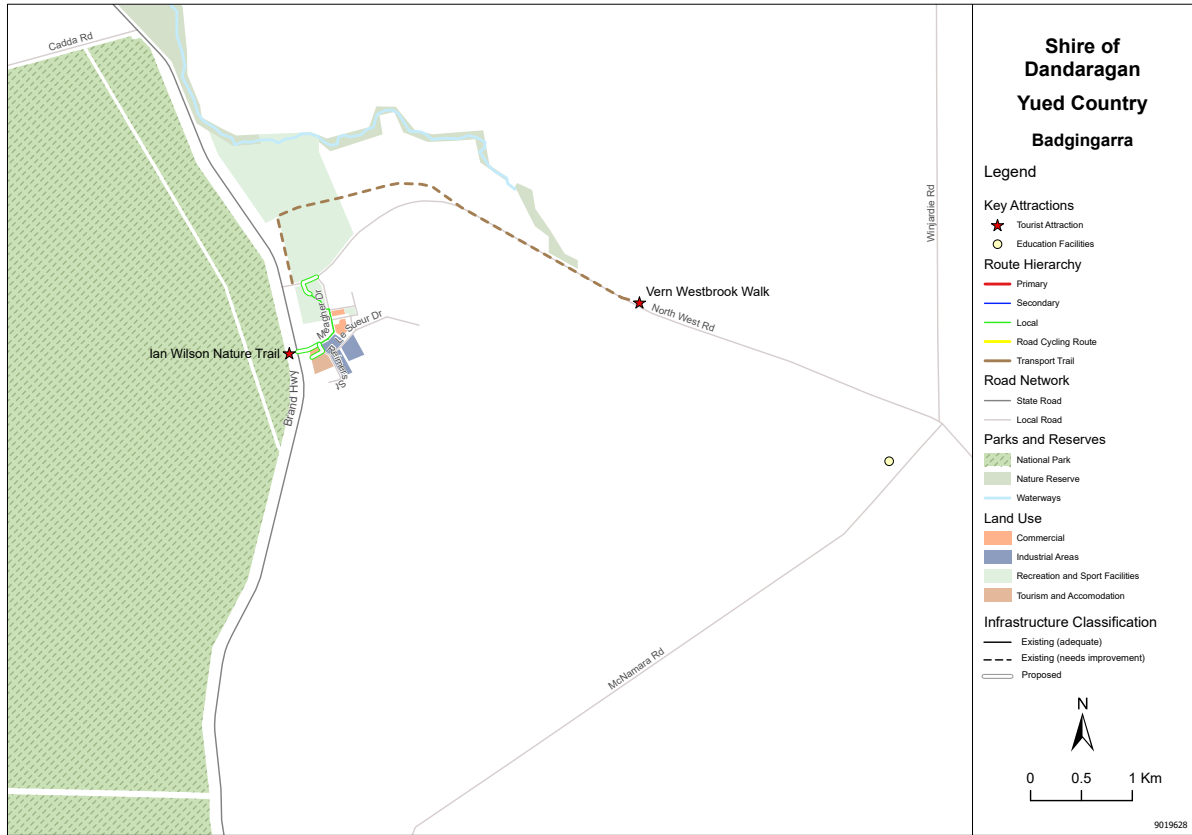 Cadda Rd
Winjardie Rd
Vern Westbrook Walk
North West Rd
Meagher Dr
Le Sueur Dr
Ian Wilson Nature Trail
Brand Hwy
St
McNamara Rd
Shire of
Dandaragan
Yued Country
Badgingarra
Legend
Key Attractions
Tourist Attraction
Education Facilities
Route Hierarchy
Primary
Secondary
Local
Road Cycling Route
Transport Trail
Road Network
State Road
Local Road
Parks and Reserves
National Park
Nature Reserve
Waterways
Land Use
Commercial
Industrial Areas
Recreation and Sport Facilities
Tourism and Accomodation
Infrastructure Classification
Existing (adequate)
Existing (needs improvement)
Proposed
N
0 0.5 1 Km
9019628